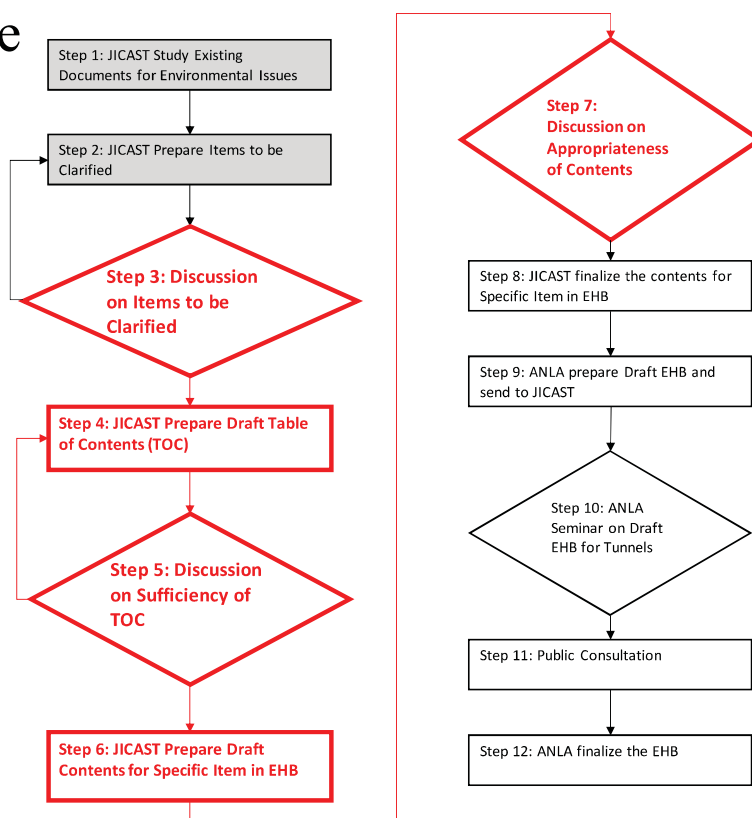 e
Step 1: JICAST Study Existing
Documents for Environmental Issues
Step 2: JICAST Prepare Items to be
Clarified
Step 3: Discussion
on Items to be
Clarified
Step 4: JICAST Prepare Draft Table
of Contents (TOC)
Step 5: Discussion
on Sufficiency of
TOC
Step 6: JICAST Prepare Draft
Contents for Specific Item in EHB
Step 7:
Discussion on
Appropriateness
of Contents
Step 8: JICAST finalize the contents for
Specific Item in EHB
Step 9: ANLA prepare Draft EHB and
send to JICAST
Step 10: ANLA
Seminar on Draft
EHB for Tunnels
Step 11: Public Consultation
Step 12: ANLA finalize the EHB